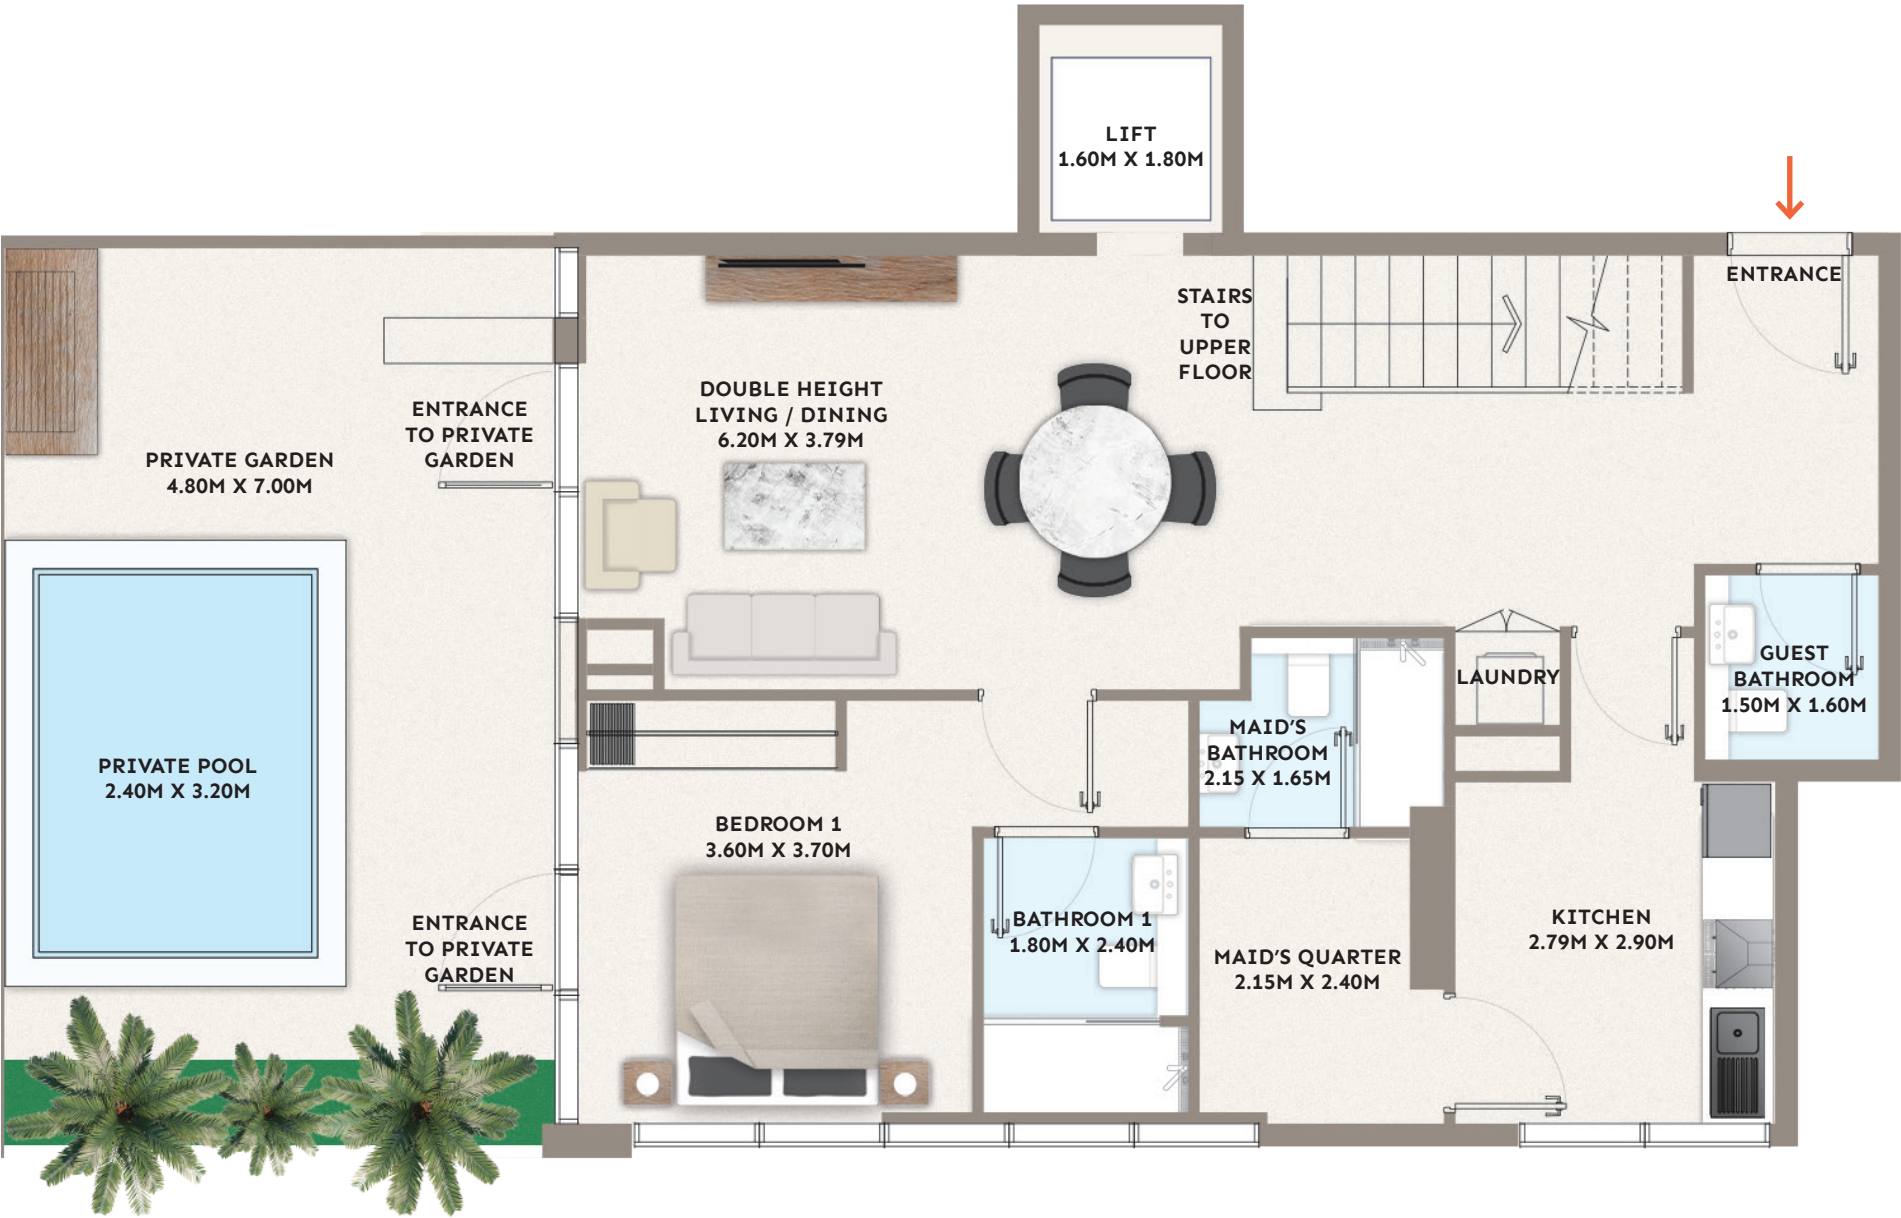 LIFT
1.60M X 1.80M
ENTRANCE
STAIRS
TO
UPPER
FLOOR
DOUBLE HEIGHT
LIVING / DINING
6.20M X 3.79M
ENTRANCE
TO PRIVATE
GARDEN
PRIVATE GARDEN
4.80M X 7.00M
GUEST
BATHROOM
1.50M X 1.60M
LAUNDRY
MAID'S
BATHROOM
2.15 X 1.65M
PRIVATE POOL
2.40M X 3.20M
BEDROOM 1
3.60M X 3.70M
ENTRANCE
TO PRIVATE
GARDEN
BATHROOM 1
1.80M X 2.40M
MAID'S QUARTER
2.15M X 2.40M
KITCHEN
2.79M X 2.90M